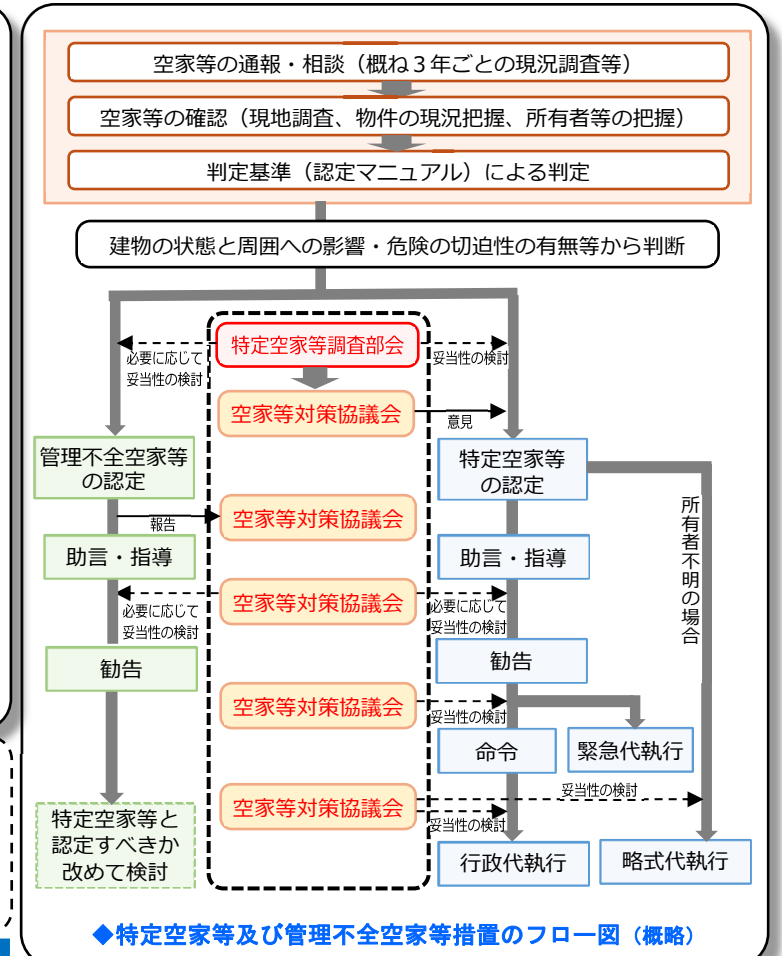 空家等の通報・相談（概ね３年ごとの現況調査等）
空家等の確認（現地調査、物件の現況把握、所有者等の把握）
判定基準（認定マニュアル）による判定
建物の状態と周囲への影響・危険の切迫性の有無等から判断
特定空家等調査部会
必要に応じて
妥当性の検討
妥当性の検討
空家等対策協議会
意見
管理不全空家等
の認定
特定空家等
の認定
所有者不明の場合
報告
空家等対策協議会
助言・指導
助言・指導
空家等対策協議会
必要に応じて
妥当性の検討
必要に応じて
妥当性の検討
勧告
勧告
空家等対策協議会
妥当性の検討
命令
緊急代執行
空家等対策協議会
妥当性の検討
妥当性の検討
特定空家等と
認定すべきか
改めて検討
行政代執行
略式代執行
◆特定空家等及び管理不全空家等措置のフロー図（概略）